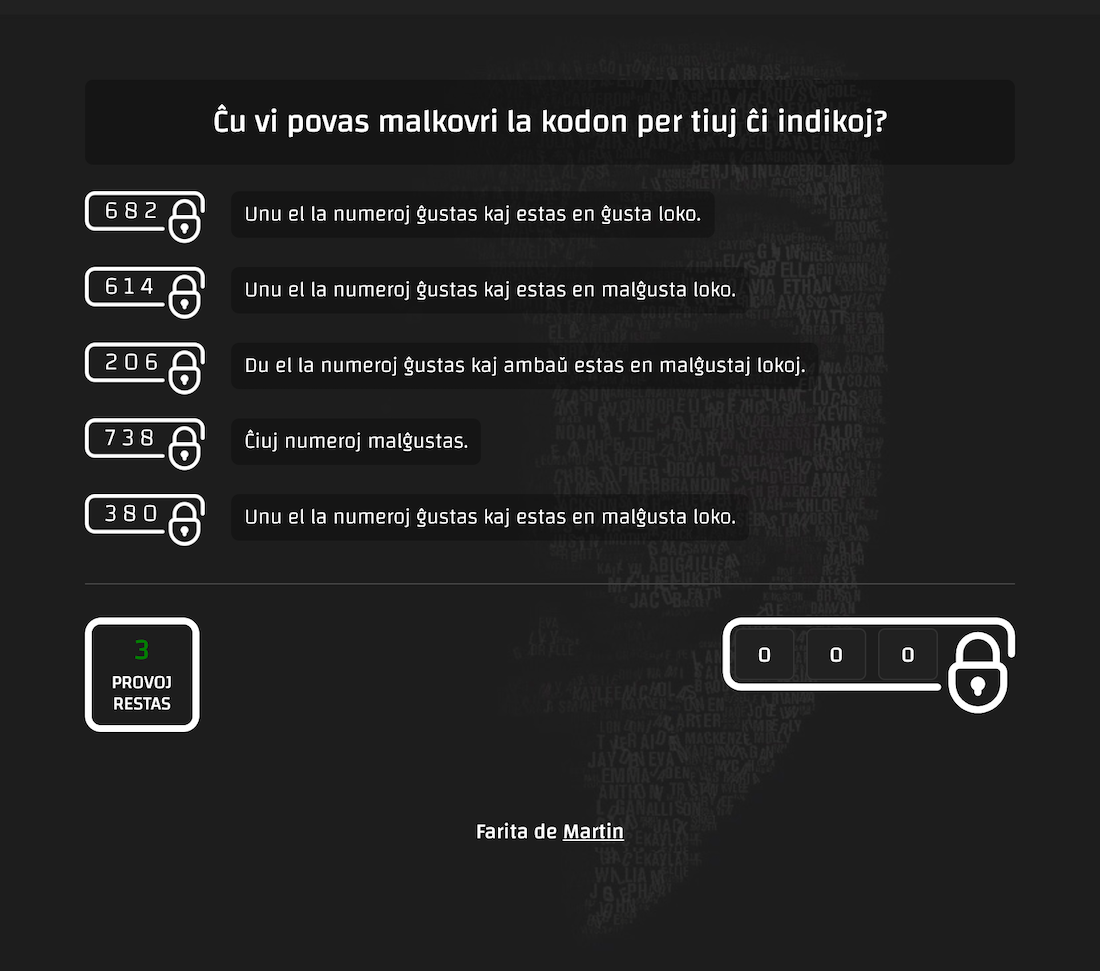 Ĉu vi povas malkovri la kodon per tiuj ĉi indikoj?
682 Unu el la numeroj ĝustas kaj estas en ĝusta loko.
614 Unu el la numeroj ĝustas kaj estas en malĝusta loko.
206 Du el la numeroj ĝustas kaj ambaŭ estas en malĝustaj lokoj.
738 Ĉiuj numeroj malĝustas.
380 Unu el la numeroj ĝustas kaj estas en malĝusta loko.
3
PROVOJ
RESTAS
0 0 0
Farita de Martin